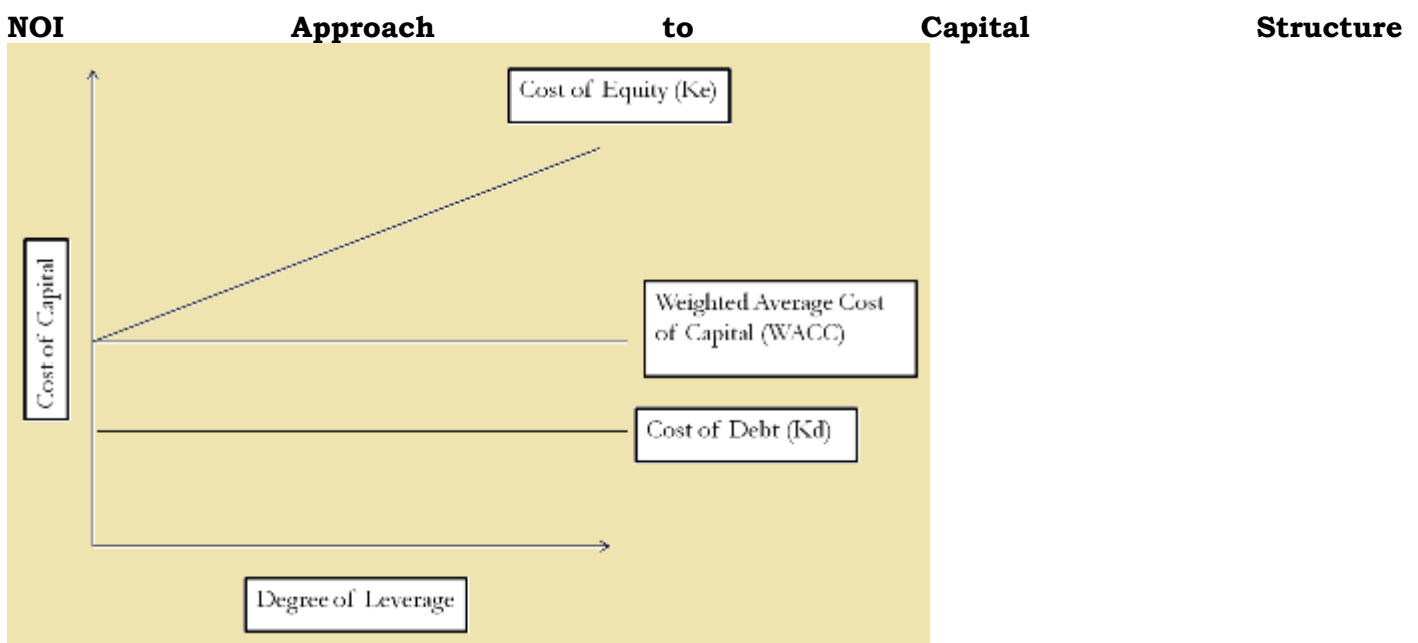 NOI Approach to Capital Structure
Cost of Equity (Ke)
Cost of Capital
Weighted Average Cost
of Capital (WACC)
Cost of Debt (Kd)
Degree of Leverage